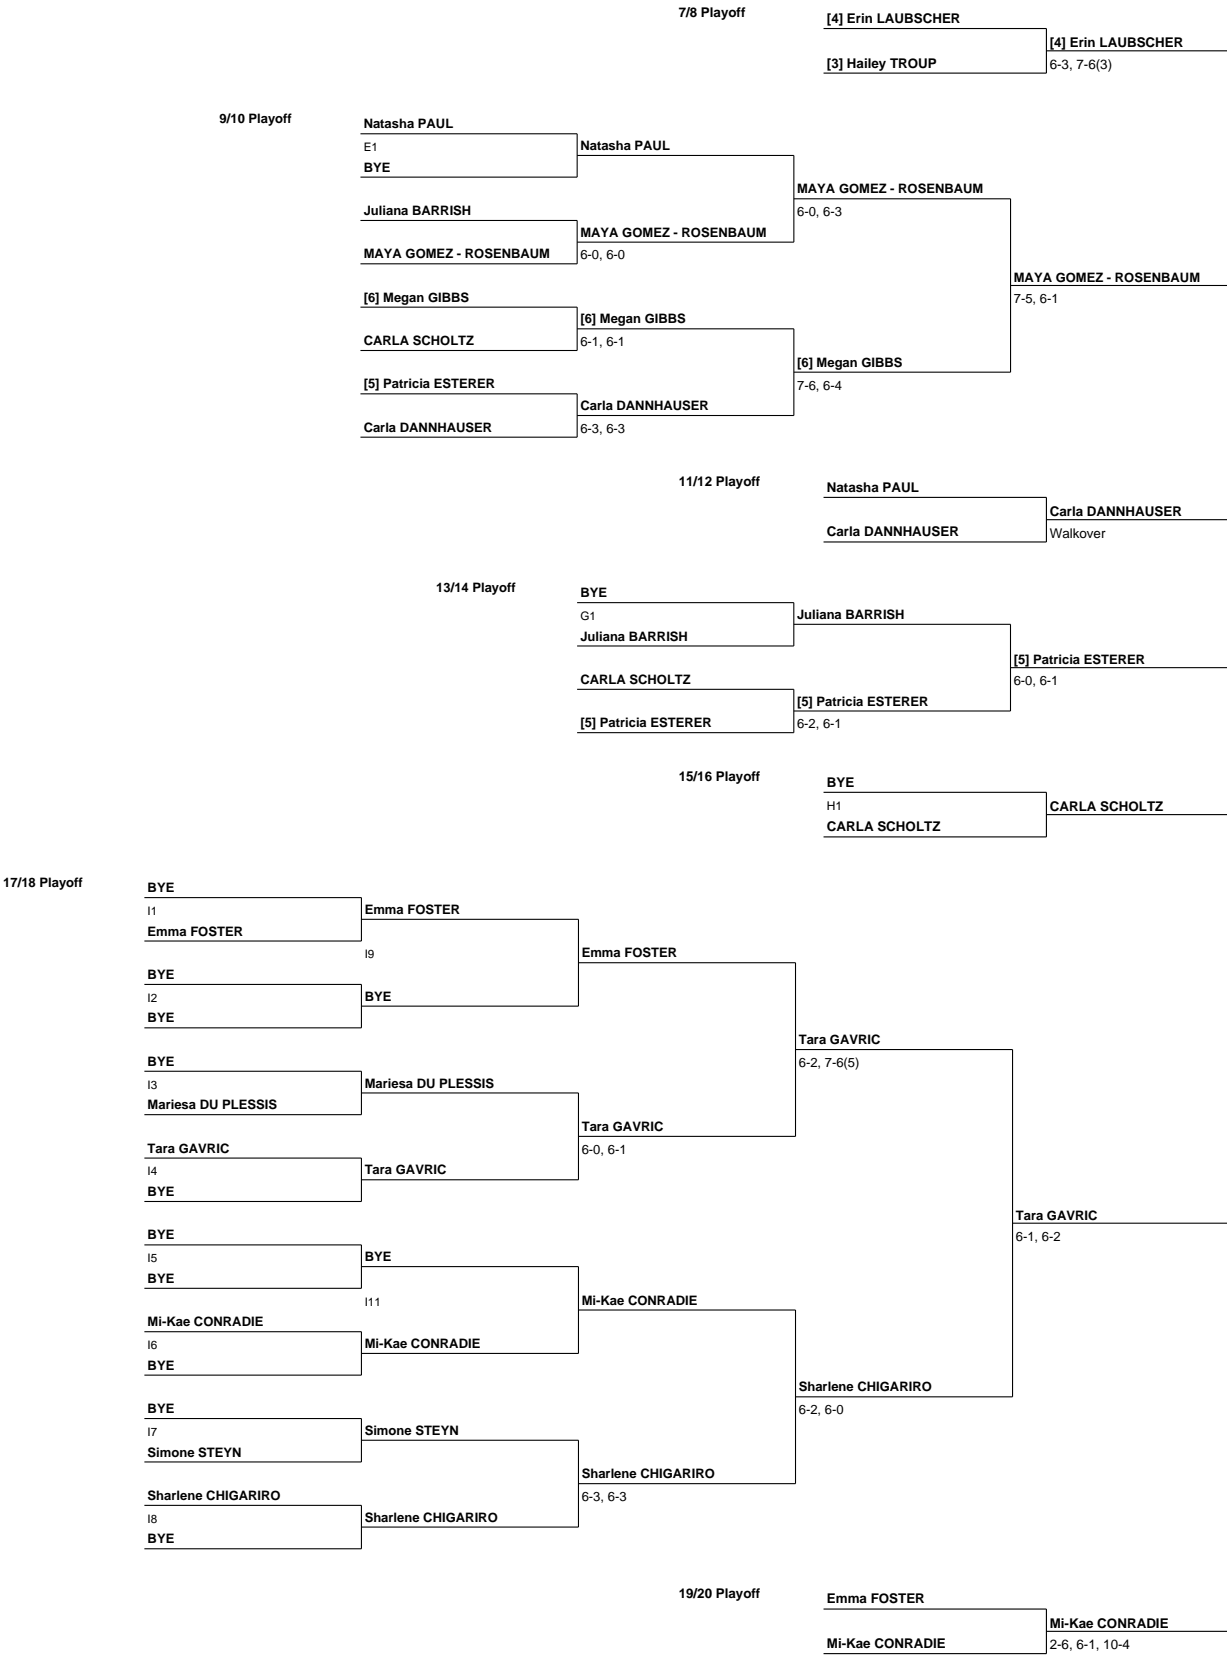 7/8 Playoff
[4] Erin LAUBSCHER
[4] Erin LAUBSCHER
[3] Hailey TROUP
6-3, 7-6(3)
9/10 Playoff
Natasha PAUL
E1
Natasha PAUL
BYE
MAYA GOMEZ - ROSENBAUM
6-0, 6-3
Juliana BARRISH
MAYA GOMEZ - ROSENBAUM
MAYA GOMEZ - ROSENBAUM
6-0, 6-0
MAYA GOMEZ - ROSENBAUM
7-5, 6-1
[6] Megan GIBBS
[6] Megan GIBBS
CARLA SCHOLTZ
6-1, 6-1
[6] Megan GIBBS
7-6, 6-4
[5] Patricia ESTERER
Carla DANNHAUSER
Carla DANNHAUSER
6-3, 6-3
11/12 Playoff
Natasha PAUL
Carla DANNHAUSER
Carla DANNHAUSER
Walkover
13/14 Playoff
BYE
G1
Juliana BARRISH
Juliana BARRISH
[5] Patricia ESTERER
6-0, 6-1
CARLA SCHOLTZ
[5] Patricia ESTERER
[5] Patricia ESTERER
6-2, 6-1
15/16 Playoff
BYE
H1
CARLA SCHOLTZ
CARLA SCHOLTZ
17/18 Playoff
BYE
I1
Emma FOSTER
Emma FOSTER
I9
Emma FOSTER
BYE
I2
BYE
BYE
Tara GAVRIC
6-2, 7-6(5)
BYE
I3
Mariesa DU PLESSIS
Mariesa DU PLESSIS
Tara GAVRIC
6-0, 6-1
Tara GAVRIC
I4
Tara GAVRIC
BYE
Tara GAVRIC
6-1, 6-2
BYE
I5
BYE
BYE
I11
Mi-Kae CONRADIE
Mi-Kae CONRADIE
I6
Mi-Kae CONRADIE
BYE
Sharlene CHIGARIRO
6-2, 6-0
BYE
I7
Simone STEYN
Simone STEYN
Sharlene CHIGARIRO
6-3, 6-3
Sharlene CHIGARIRO
I8
Sharlene CHIGARIRO
BYE
19/20 Playoff
Emma FOSTER
Mi-Kae CONRADIE
Mi-Kae CONRADIE
2-6, 6-1, 10-4